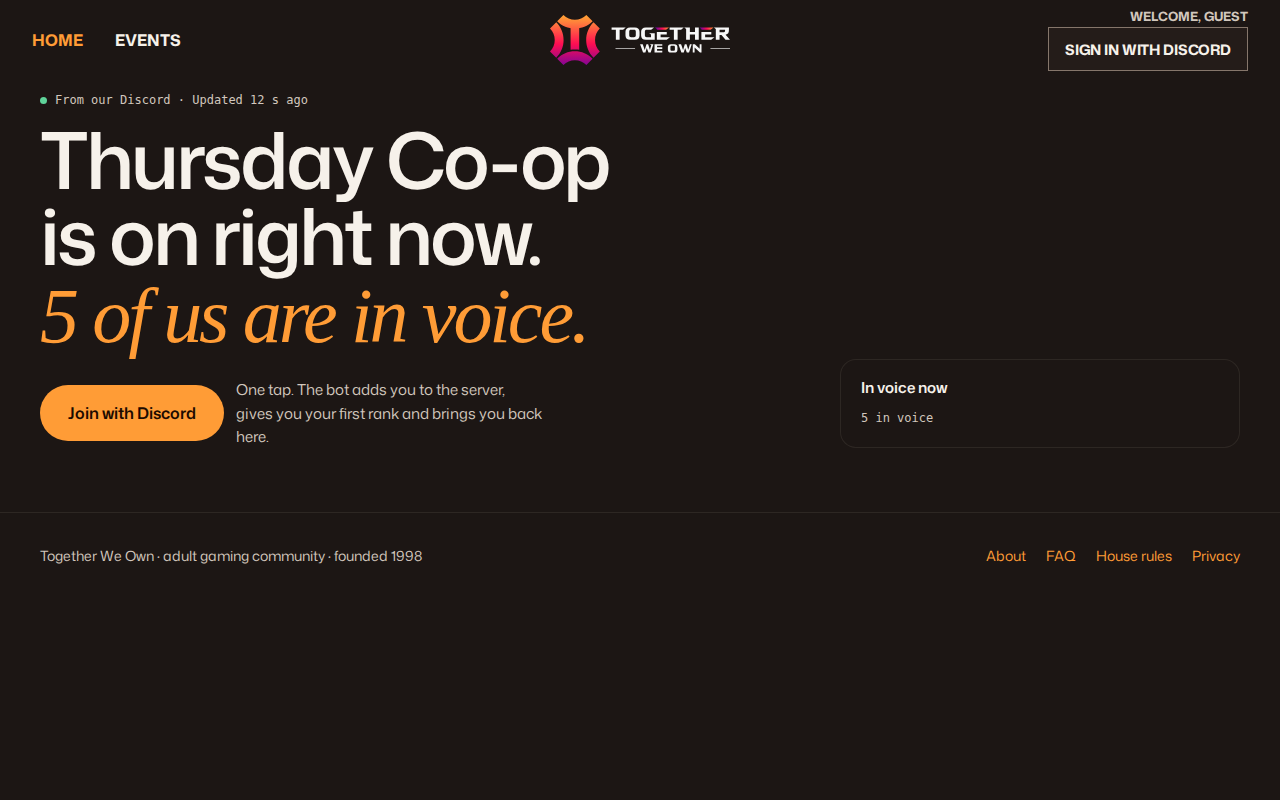 HOME
EVENTS
TOGETHER
WE OWN
WELCOME, GUEST
SIGN IN WITH DISCORD
From our Discord · Updated 12 s ago
Thursday Co-op
is on right now.
5 of us are in voice.
Join with Discord
One tap. The bot adds you to the server,
gives you your first rank and brings you back
here.
In voice now
5 in voice
Together We Own · adult gaming community · founded 1998
About
FAQ
House rules
Privacy